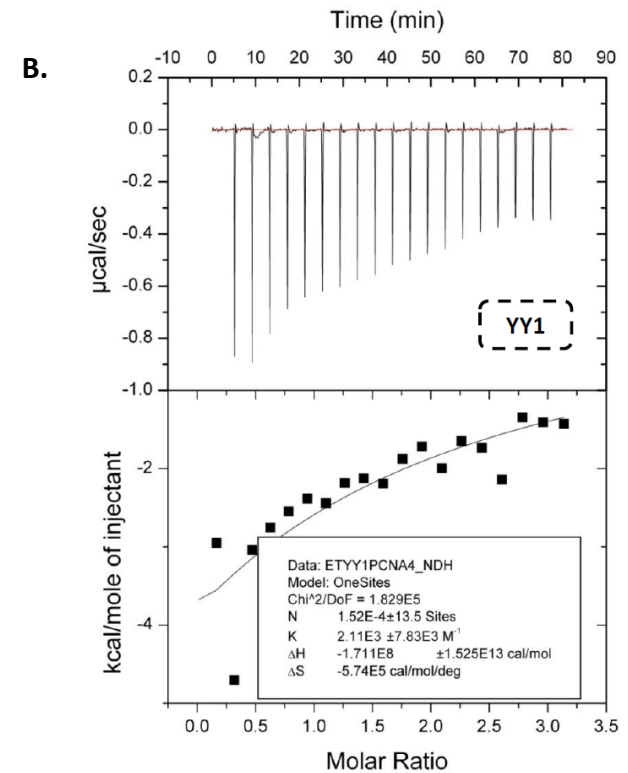 B.
Time (min)
-10 0 10 20 30 40 50 60 70 80 90
0.2
0.0
-0.2
-0.4
-0.6
-0.8
-1.0
µcal/sec
YY1
-2
-4
kcal/mole of injectant
Data: ETYY1PCNA4_NDH
Model: OneSites
Chi^2/DoF = 1.829E5
N 1.52E-4±13.5 Sites
K 2.11E3 ±7.83E3 M⁻¹
ΔH -1.711E8 ±1.525E13 cal/mol
ΔS -5.74E5 cal/mol/deg
0.0 0.5 1.0 1.5 2.0 2.5 3.0 3.5
Molar Ratio